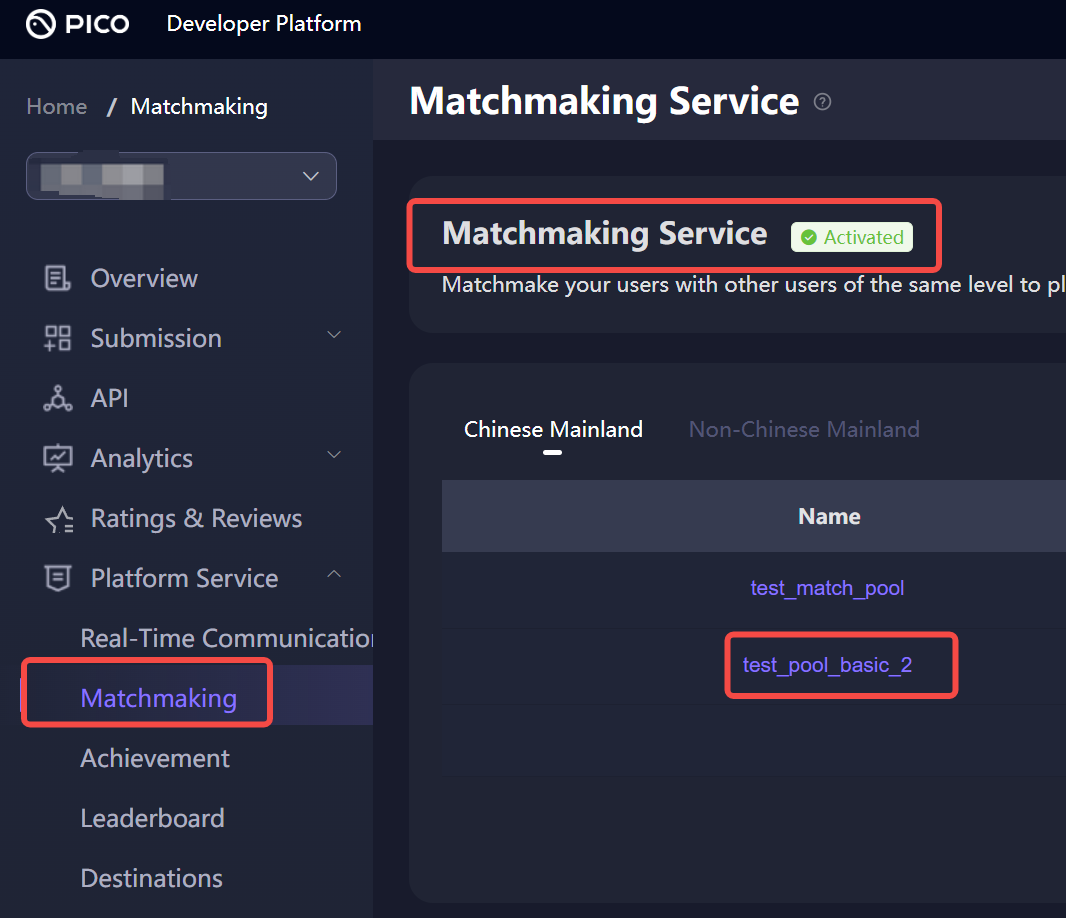 PICO Developer Platform
Home / Matchmaking
Overview
Submission
API
Analytics
Ratings & Reviews
Platform Service
Real-Time Communication
Matchmaking
Achievement
Leaderboard
Destinations
Matchmaking Service
Matchmaking Service Activated
Matchmake your users with other users of the same level to pl
Chinese Mainland Non-Chinese Mainland
Name
test_match_pool
test_pool_basic_2